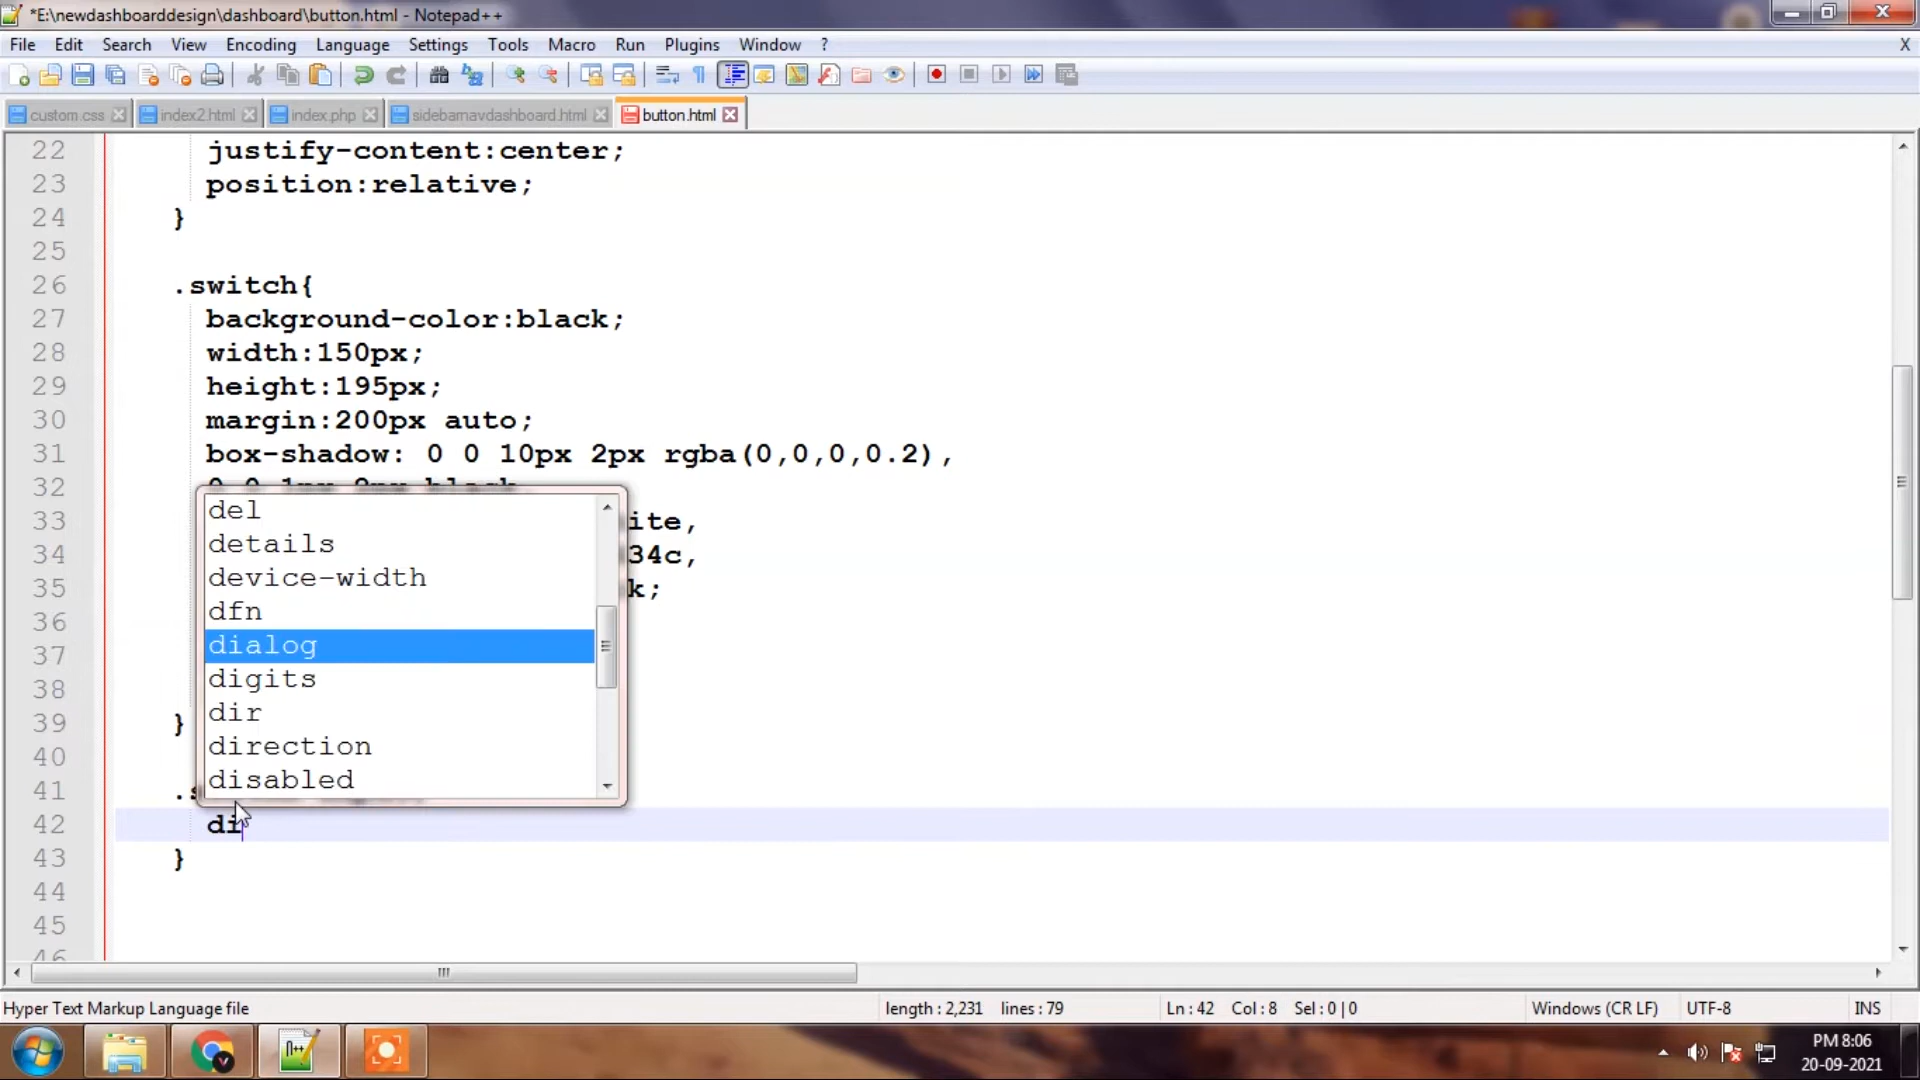 *E:\newdashboarddesign\dashboard\button.html - Notepad++
File Edit Search View Encoding Language Settings Tools Macro Run Plugins Window ? X
custom.css index2.html index.php sidebarnavdashboard.html button.html
22 justify-content:center;
23 position:relative;
24 }
25
26 .switch{
27 background-color:black;
28 width:150px;
29 height:195px;
30 margin:200px auto;
31 box-shadow: 0 0 10px 2px rgba(0,0,0,0.2),
32 0 0 1px 2px black,
33 ite,
34 34c,
35 k;
36
37
38
39 }
40
41 .s
42 di
43 }
44
45
46
del
details
device-width
dfn
dialog
digits
dir
direction
disabled
Hyper Text Markup Language file length : 2,231 lines : 79 Ln : 42 Col : 8 Sel : 0 | 0 Windows (CR LF) UTF-8 INS
PM 8:06
20-09-2021